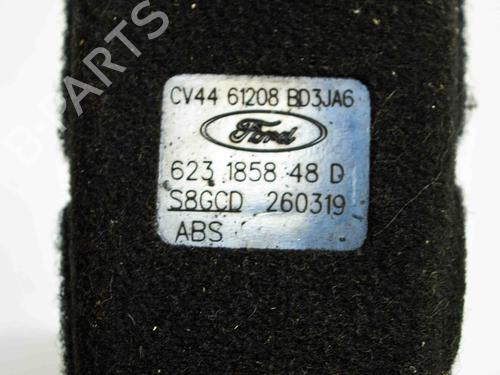 PARTS
CV44 61208 BD3JA6
Ford
623 1858 48 D
S8GCD 260319
ABS